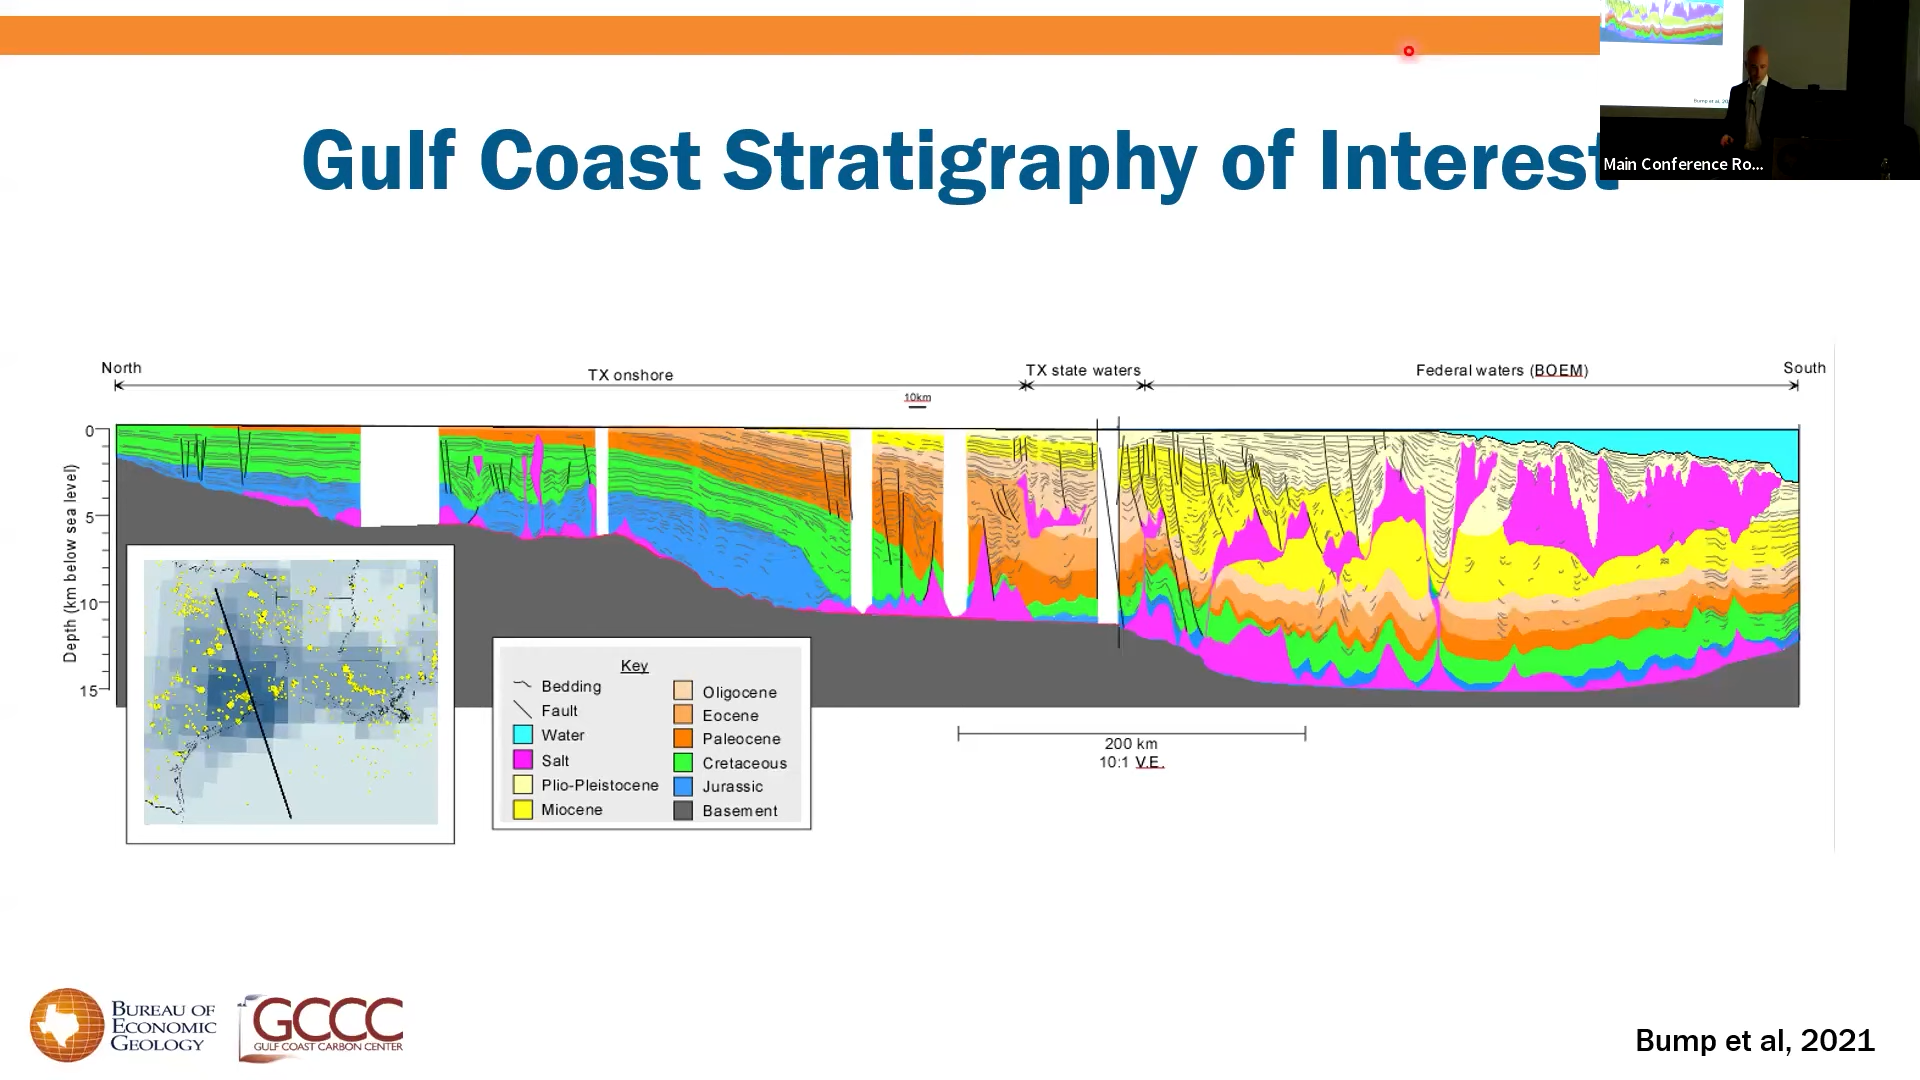 Gulf Coast Stratigraphy of Interest
Main Conference Ro...
North
TX onshore
TX state waters
Federal waters (BOEM)
South
10km
Depth (km below sea level)
0
5
10
15
Key
Bedding
Fault
Water
Salt
Plio-Pleistocene
Miocene
Oligocene
Eocene
Paleocene
Cretaceous
Jurassic
Basement
200 km
10:1 V.E.
BUREAU OF
ECONOMIC
GEOLOGY
GCCC
GULF COAST CARBON CENTER
Bump et al, 2021